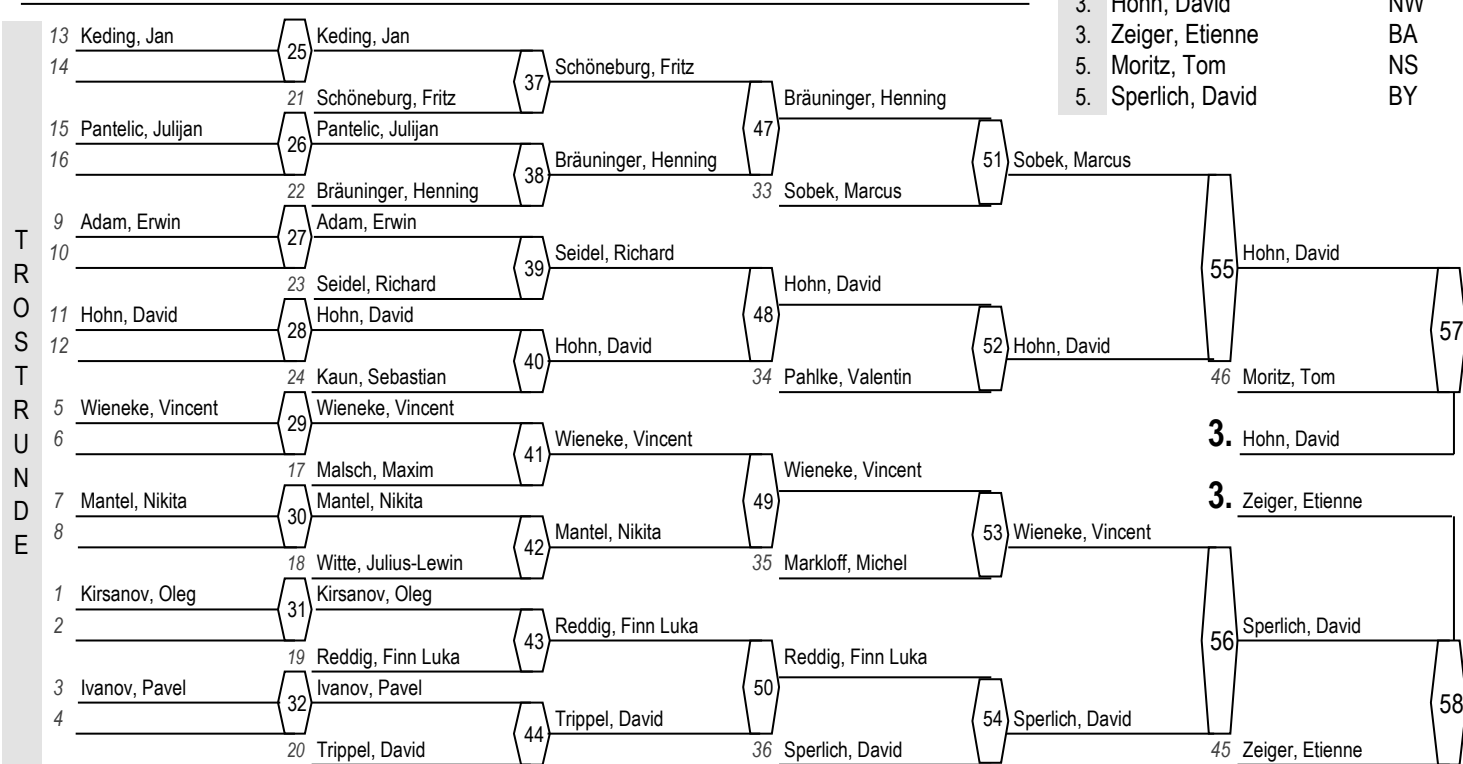 3. Hohn, David NW
3. Zeiger, Etienne BA
5. Moritz, Tom NS
5. Sperlich, David BY
TROSTRUNDE
13 Keding, Jan
14
15 Pantelic, Julijan
16
9 Adam, Erwin
10
11 Hohn, David
12
5 Wieneke, Vincent
6
7 Mantel, Nikita
8
1 Kirsanov, Oleg
2
3 Ivanov, Pavel
4
25 Keding, Jan
21 Schöneburg, Fritz
26 Pantelic, Julijan
22 Bräuninger, Henning
27 Adam, Erwin
23 Seidel, Richard
28 Hohn, David
24 Kaun, Sebastian
29 Wieneke, Vincent
17 Malsch, Maxim
30 Mantel, Nikita
18 Witte, Julius-Lewin
31 Kirsanov, Oleg
19 Reddig, Finn Luka
32 Ivanov, Pavel
20 Trippel, David
37 Schöneburg, Fritz
38 Bräuninger, Henning
39 Seidel, Richard
40 Hohn, David
41 Wieneke, Vincent
42 Mantel, Nikita
43 Reddig, Finn Luka
44 Trippel, David
47 Bräuninger, Henning
33 Sobek, Marcus
48 Hohn, David
34 Pahlke, Valentin
49 Wieneke, Vincent
35 Markloff, Michel
50 Reddig, Finn Luka
36 Sperlich, David
51 Sobek, Marcus
52 Hohn, David
53 Wieneke, Vincent
54 Sperlich, David
55 Hohn, David
46 Moritz, Tom
57
3. Hohn, David
3. Zeiger, Etienne
56 Sperlich, David
45 Zeiger, Etienne
58